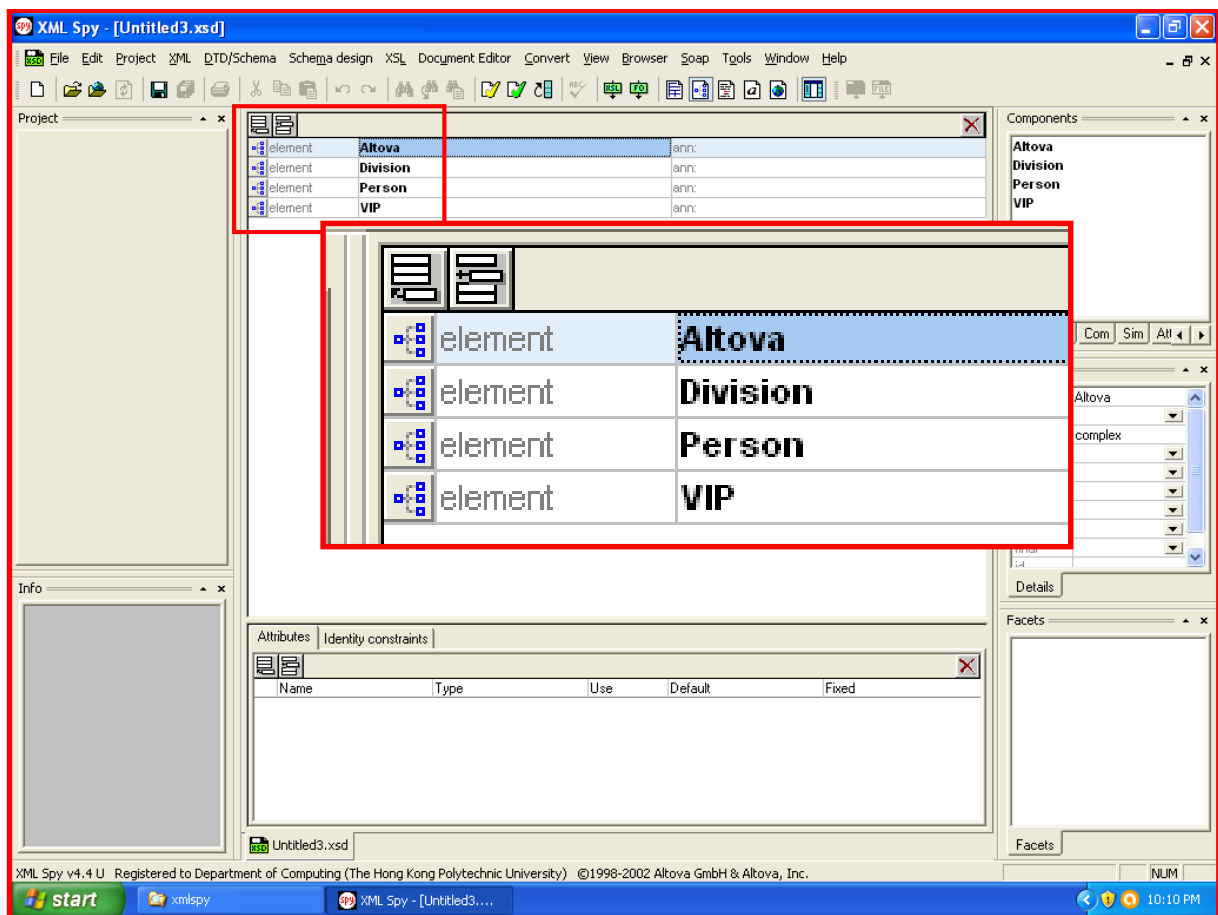 XML Spy - [Untitled3.xsd]
File Edit Project XML DTD/Schema Schema design XSL Document Editor Convert View Browser Soap Tools Window Help
Project
element Altova ann:
element Division ann:
element Person ann:
element VIP ann:
Components
Altova
Division
Person
VIP
element Altova
element Division
element Person
element VIP
Com Sim Att
Altova
complex
id
Details
Info
Attributes Identity constraints
Name Type Use Default Fixed
Facets
Facets
Untitled3.xsd
XML Spy v4.4 U Registered to Department of Computing (The Hong Kong Polytechnic University) ©1998-2002 Altova GmbH & Altova, Inc. NUM
start xmlspy XML Spy - [Untitled3.... 10:10 PM